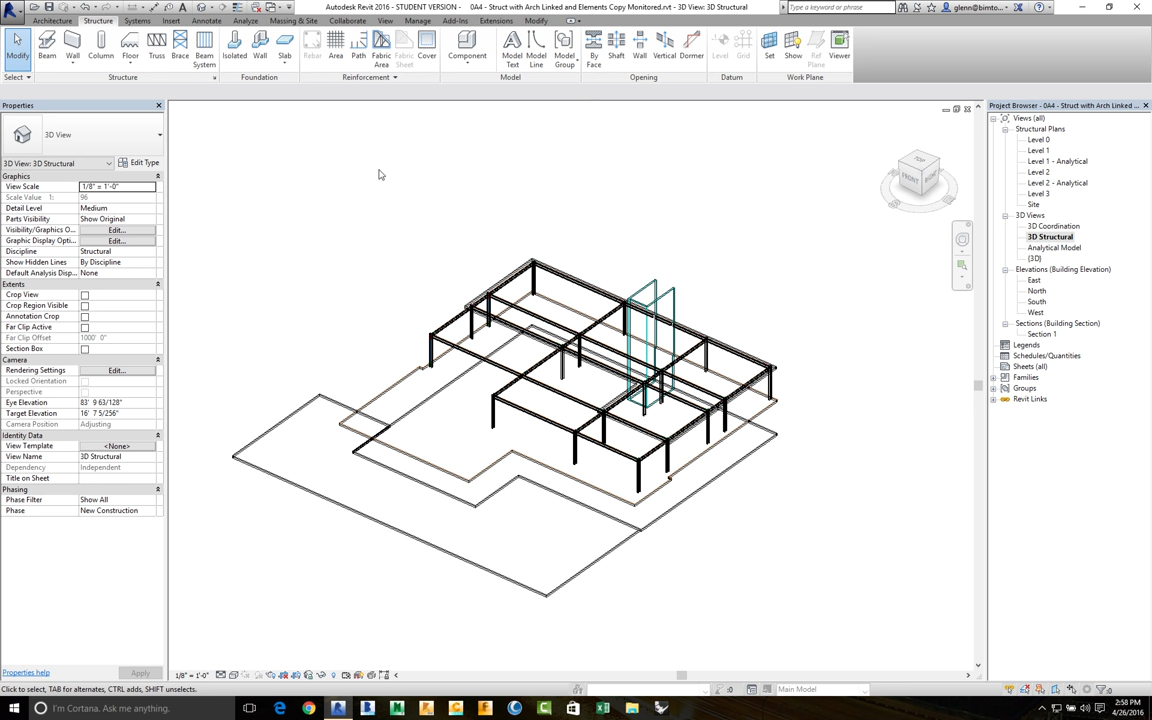 Autodesk Revit 2016 - STUDENT VERSION - 0A4 - Struct with Arch Linked and Elements Copy Monitored.rvt - 3D View: 3D Structural
Type a keyword or phrase
glenn@bimto...
Architecture Structure Systems Insert Annotate Analyze Massing & Site Collaborate View Manage Add-Ins Extensions Modify
Modify Beam Wall Column Floor Truss Brace Beam System Isolated Wall Slab Rebar Area Path Fabric Area Fabric Sheet Cover Component Model Text Model Line Model Group By Face Shaft Wall Vertical Dormer Level Grid Set Show Ref Plane Viewer
Select Structure Foundation Reinforcement Model Opening Datum Work Plane
Properties
3D View
3D View: 3D Structural Edit Type
Graphics
View Scale 1/8" = 1'-0"
Scale Value 1: 96
Detail Level Medium
Parts Visibility Show Original
Visibility/Graphics O... Edit...
Graphic Display Opti... Edit...
Discipline Structural
Show Hidden Lines By Discipline
Default Analysis Disp... None
Extents
Crop View
Crop Region Visible
Annotation Crop
Far Clip Active
Far Clip Offset 1000' 0"
Section Box
Camera
Rendering Settings Edit...
Locked Orientation
Perspective
Eye Elevation 83' 9 63/128"
Target Elevation 16' 7 5/256"
Camera Position Adjusting
Identity Data
View Template <None>
View Name 3D Structural
Dependency Independent
Title on Sheet
Phasing
Phase Filter Show All
Phase New Construction
Properties help Apply
TOP
FRONT
RIGHT
Project Browser - 0A4 - Struct with Arch Linked ...
Views (all)
Structural Plans
Level 0
Level 1
Level 1 - Analytical
Level 2
Level 2 - Analytical
Level 3
Site
3D Views
3D Coordination
3D Structural
Analytical Model
{3D}
Elevations (Building Elevation)
East
North
South
West
Sections (Building Section)
Section 1
Legends
Schedules/Quantities
Sheets (all)
Families
Groups
Revit Links
1/8" = 1'-0"
Click to select, TAB for alternates, CTRL adds, SHIFT unselects.
:0
Main Model
:0
I'm Cortana. Ask me anything.
2:58 PM
4/26/2016